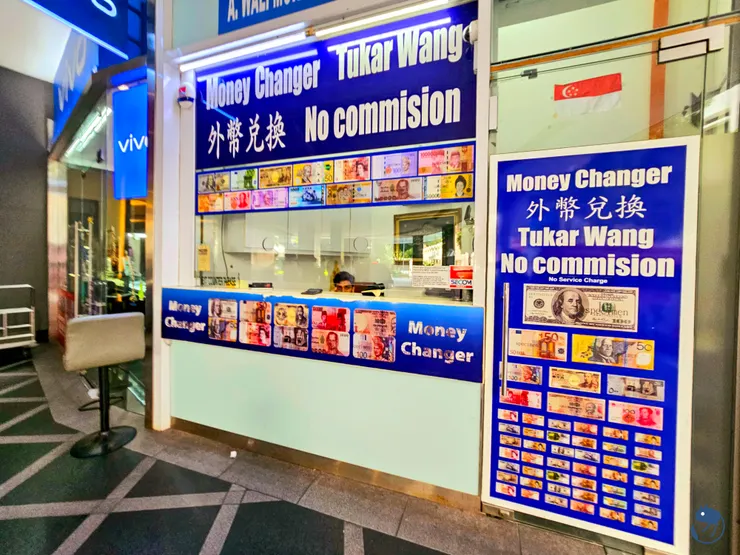 A. WALI
vivo
Money Changer Tukar Wang
外幣兌換 No commision
SECOM
Money
Changer
Money
Changer
Money Changer
外幣兌換
Tukar Wang
No commision
No Service Charge